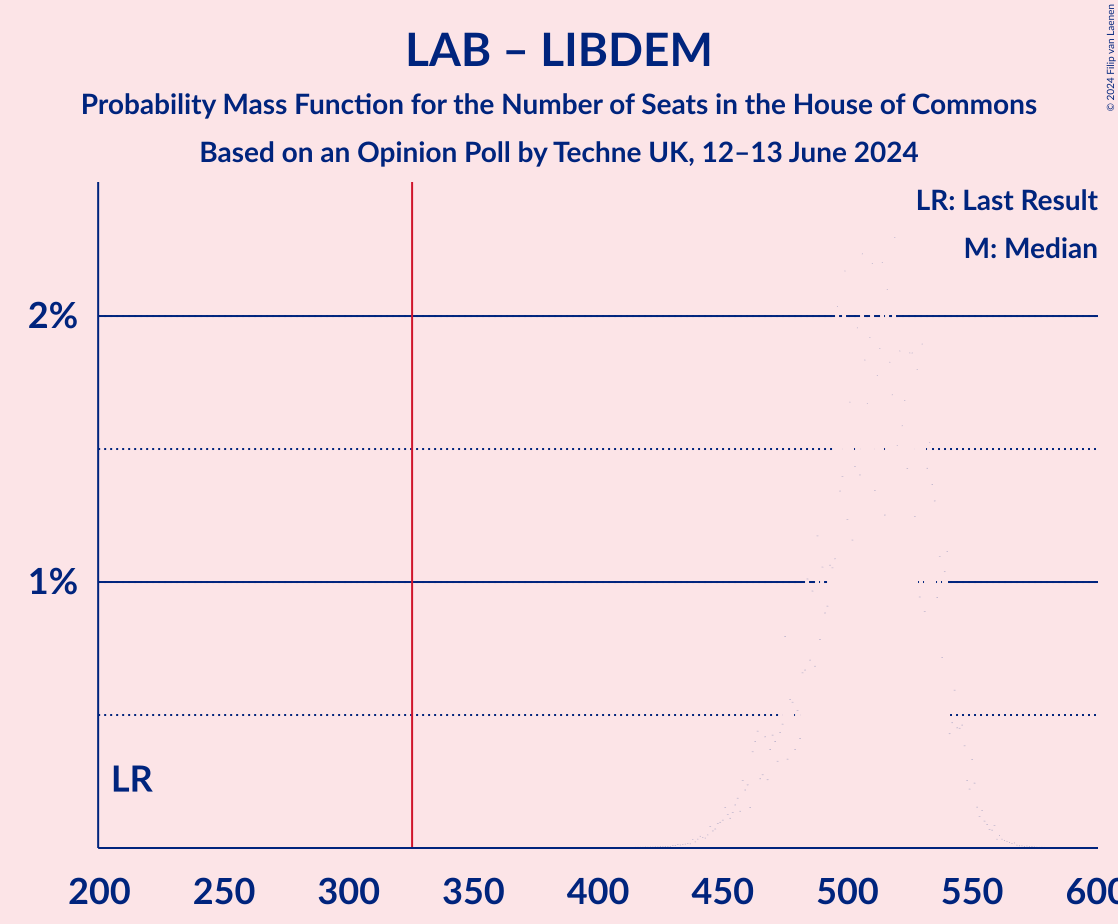 LAB – LIBDEM
Probability Mass Function for the Number of Seats in the House of Commons
Based on an Opinion Poll by Techne UK, 12–13 June 2024
© 2024 Filip van Laenen
LR: Last Result
M: Median
2%
1%
LR
200 250 300 350 400 450 500 550 600